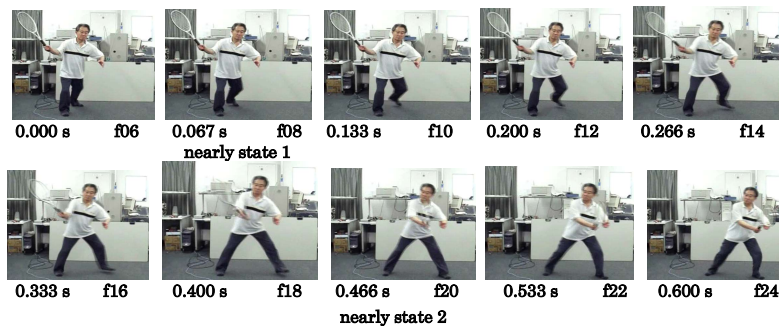 0.000 s f06 0.067 s f08 0.133 s f10 0.200 s f12 0.266 s f14
nearly state 1
0.333 s f16 0.400 s f18 0.466 s f20 0.533 s f22 0.600 s f24
nearly state 2